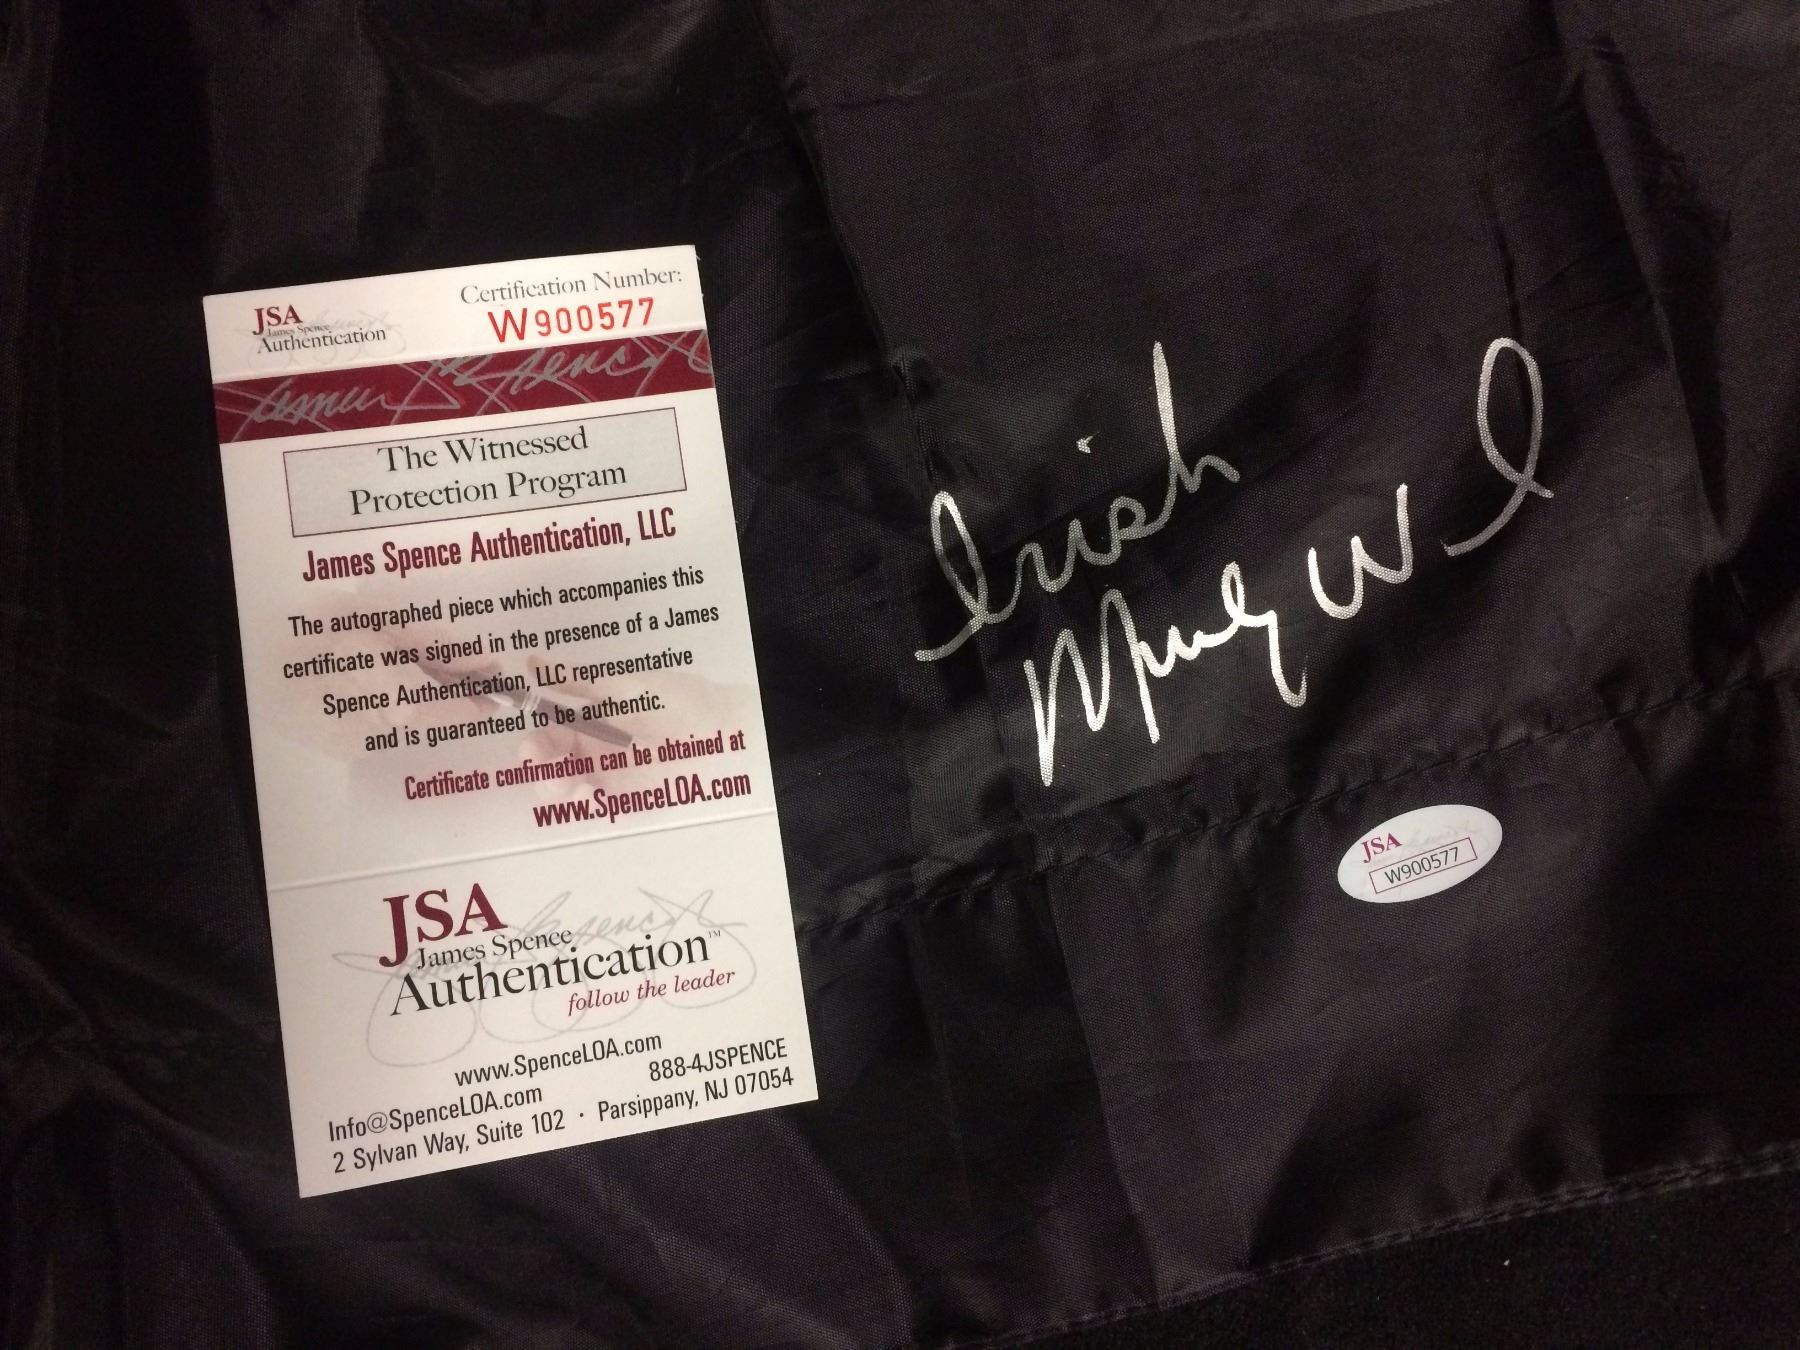 JSA
James Spence
Authentication
Certification Number:
W900577
The Witnessed
Protection Program
James Spence Authentication, LLC
The autographed piece which accompanies this
certificate was signed in the presence of a James
Spence Authentication, LLC representative
and is guaranteed to be authentic.
Certificate confirmation can be obtained at
www.SpenceLOA.com
JSA
James Spence
Authentication™
follow the leader
www.SpenceLOA.com
888-4JSPENCE
Info@SpenceLOA.com
2 Sylvan Way, Suite 102 · Parsippany, NJ 07054
Irish
JSA
W900577